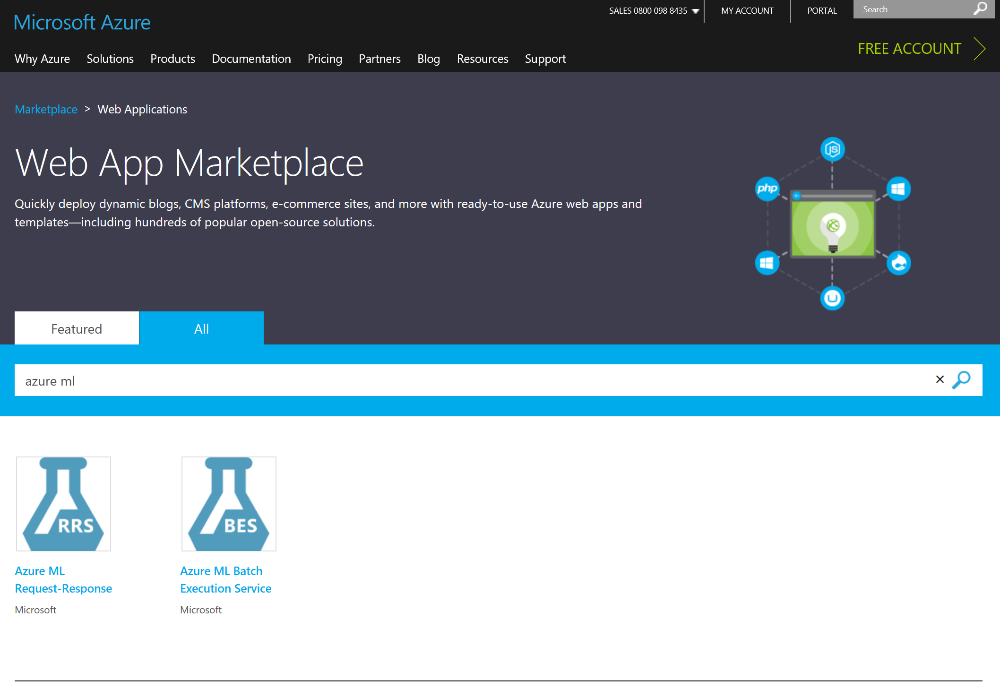 SALES 0800 098 8435
MY ACCOUNT
PORTAL
Search
Microsoft Azure
FREE ACCOUNT
Why Azure Solutions Products Documentation Pricing Partners Blog Resources Support
Marketplace > Web Applications
Web App Marketplace
Quickly deploy dynamic blogs, CMS platforms, e-commerce sites, and more with ready-to-use Azure web apps and
templates—including hundreds of popular open-source solutions.
JS
php
Featured
All
azure ml
RRS
Azure ML
Request-Response
Microsoft
BES
Azure ML Batch
Execution Service
Microsoft